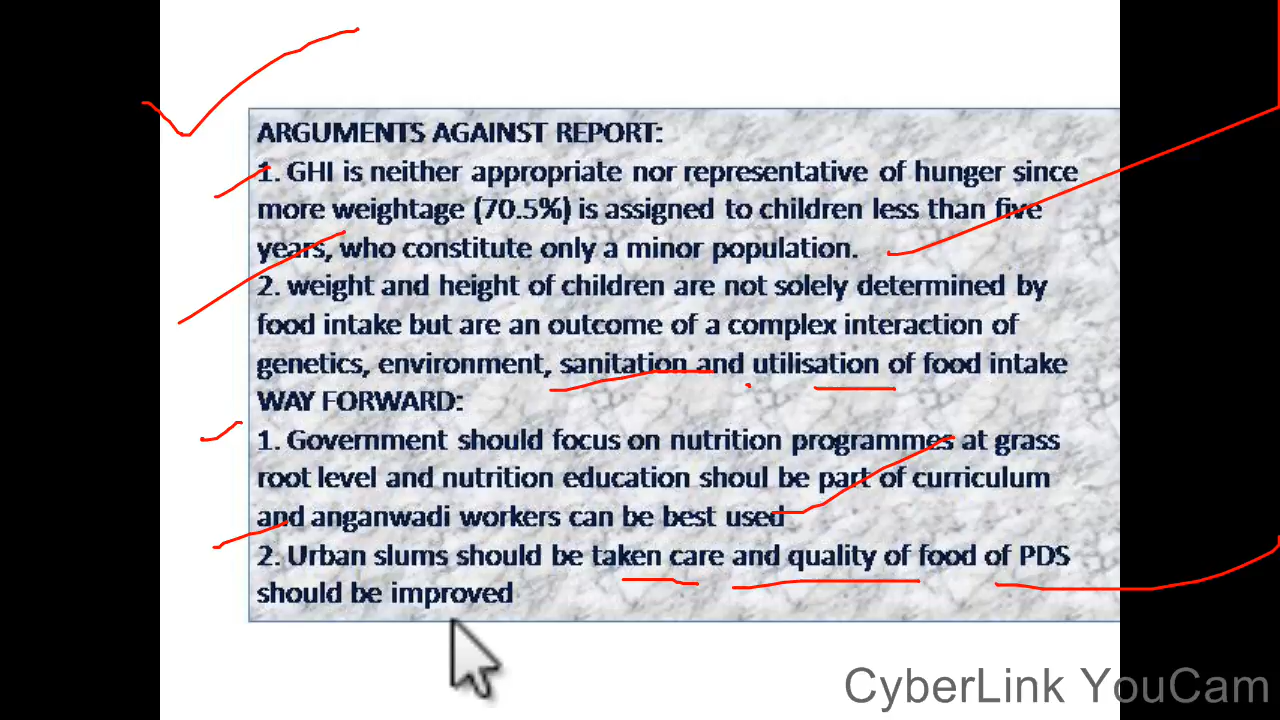 ARGUMENTS AGAINST REPORT:
1. GHI is neither appropriate nor representative of hunger since
more weightage (70.5%) is assigned to children less than five
years, who constitute only a minor population.
2. weight and height of children are not solely determined by
food intake but are an outcome of a complex interaction of
genetics, environment, sanitation and utilisation of food intake
WAY FORWARD:
1. Government should focus on nutrition programmes at grass
root level and nutrition education shoul be part of curriculum
and anganwadi workers can be best used
2. Urban slums should be taken care and quality of food of PDS
should be improved
CyberLink YouCam